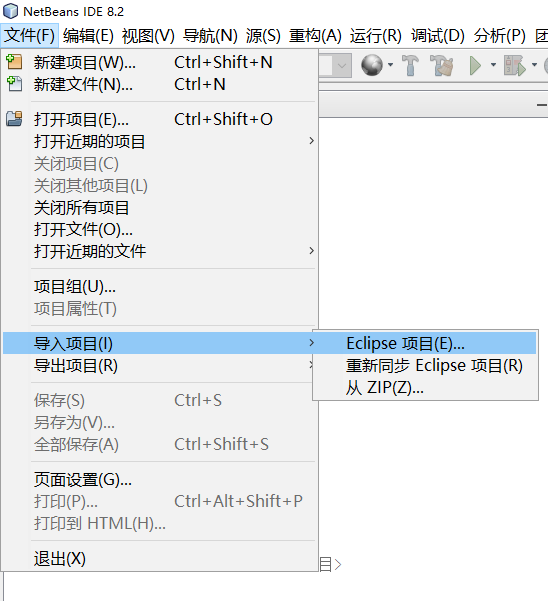 NetBeans IDE 8.2
文件(F) 编辑(E) 视图(V) 导航(N) 源(S) 重构(A) 运行(R) 调试(D) 分析(P) 团
新建项目(W)... Ctrl+Shift+N
新建文件(N)... Ctrl+N
打开项目(E)... Ctrl+Shift+O
打开近期的项目
关闭项目(C)
关闭其他项目(L)
关闭所有项目
打开文件(O)...
打开近期的文件
项目组(U)...
项目属性(T)
导入项目(I) Eclipse 项目(E)...
导出项目(R) 重新同步 Eclipse 项目(R)
从 ZIP(Z)...
保存(S) Ctrl+S
另存为(V)...
全部保存(A) Ctrl+Shift+S
页面设置(G)...
打印(P)... Ctrl+Alt+Shift+P
打印到 HTML(H)...
退出(X)